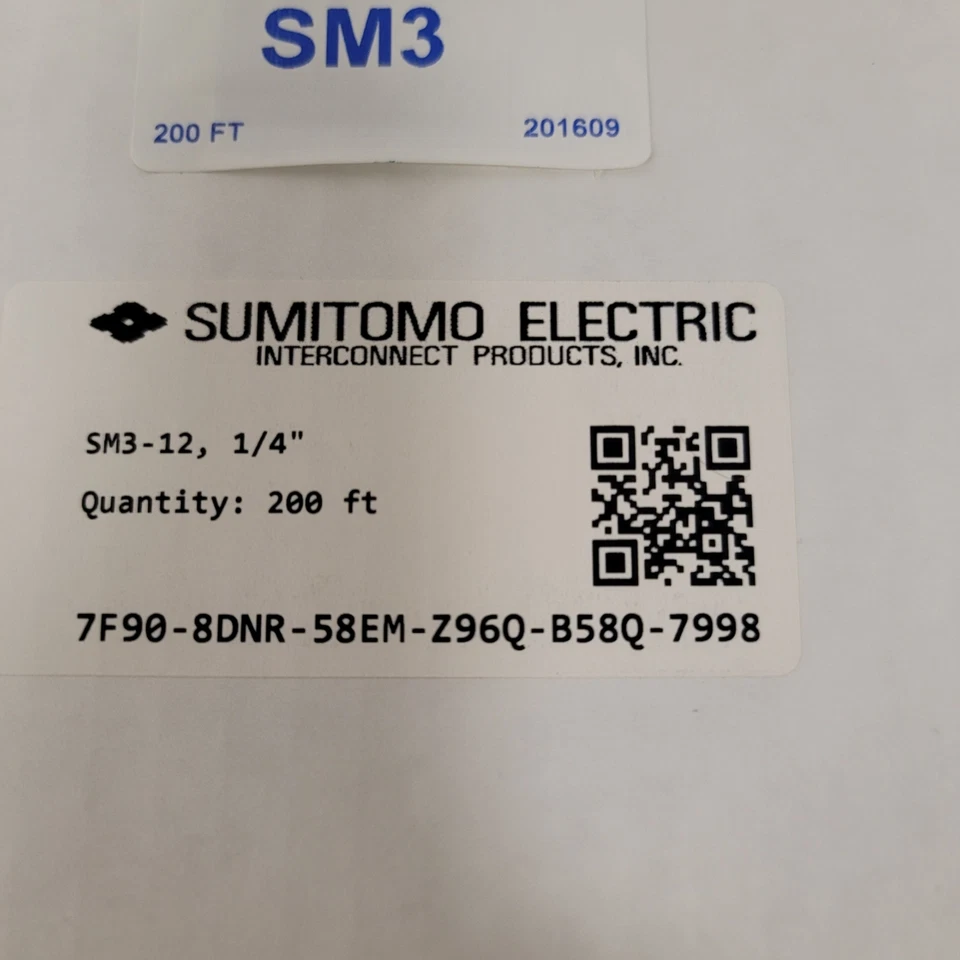 SM3
200 FT 201609
SUMITOMO ELECTRIC
INTERCONNECT PRODUCTS, INC.
SM3-12, 1/4"
Quantity: 200 ft
7F90-8DNR-58EM-Z96Q-B58Q-7998